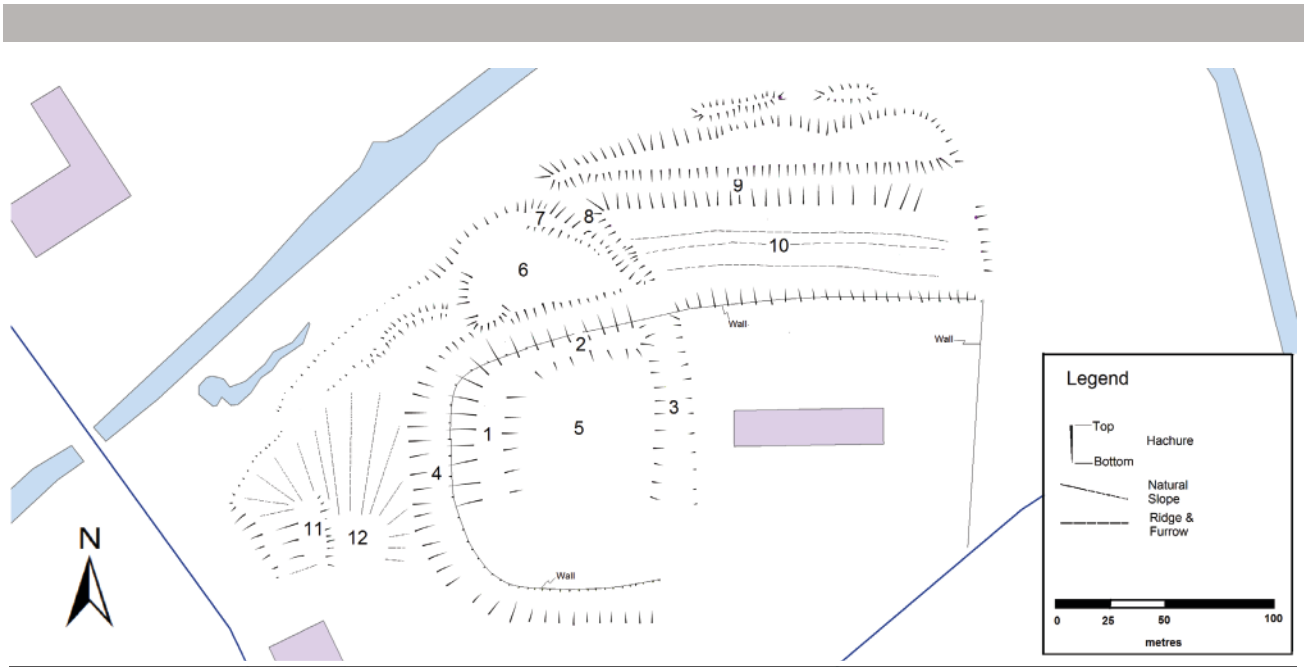 9
7
8
10
6
Wall
2
Wall
3
5
1
4
11
12
Wall
N
Legend
Top
Bottom
Hachure
Natural
Slope
Ridge &
Furrow
0 25 50 100
metres